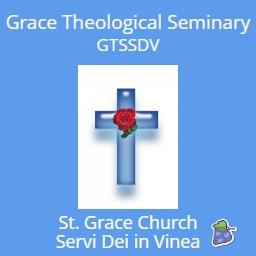 Grace Theological Seminary
GTSSDV
St. Grace Church
Servi Dei in Vinea